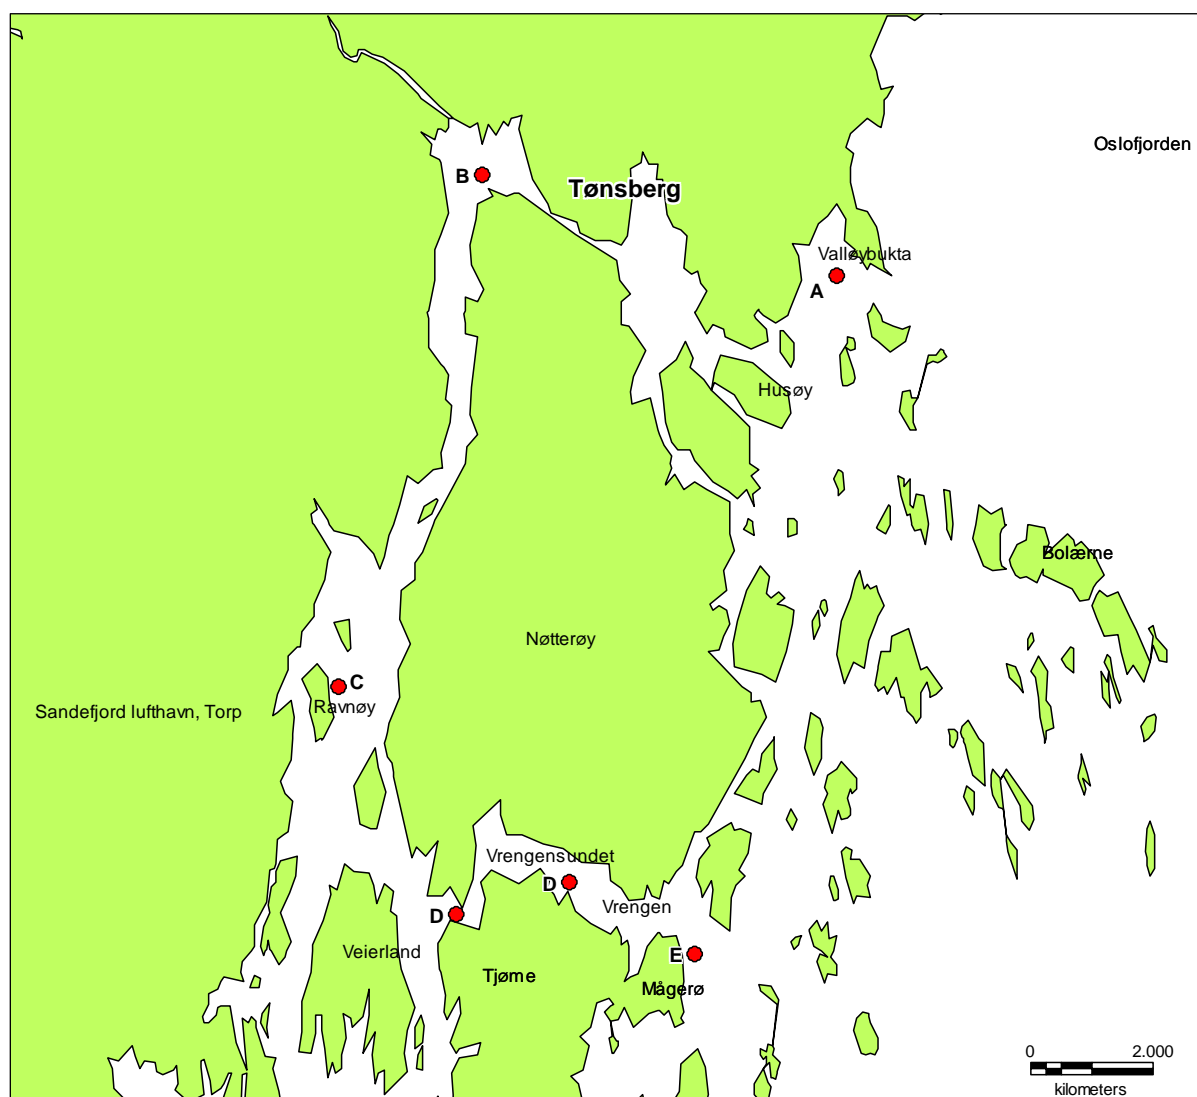 Oslofjorden
B
Tønsberg
Valløybukta
A
Husøy
Bolærne
Nøtterøy
C
Ravnøy
Sandefjord lufthavn, Torp
Vrengensundet
D
Vrengen
D
Veierland
E
Tjøme
Mågerø
0 2.000
kilometers